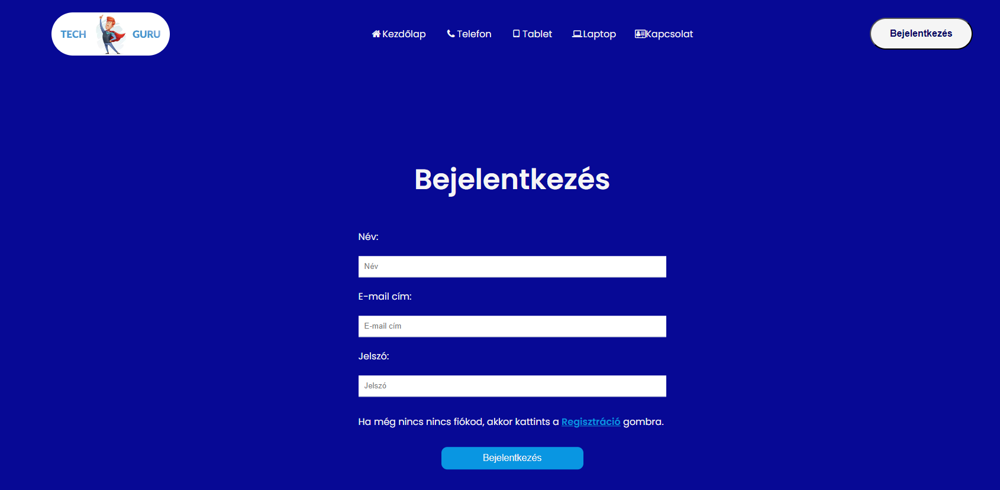 TECH GURU
Kezdőlap Telefon Tablet Laptop Kapcsolat
Bejelentkezés
Bejelentkezés
Név:
Név
E-mail cím:
E-mail cím
Jelszó:
Jelszó
Ha még nincs nincs fiókod, akkor kattints a Regisztráció gombra.
Bejelentkezés